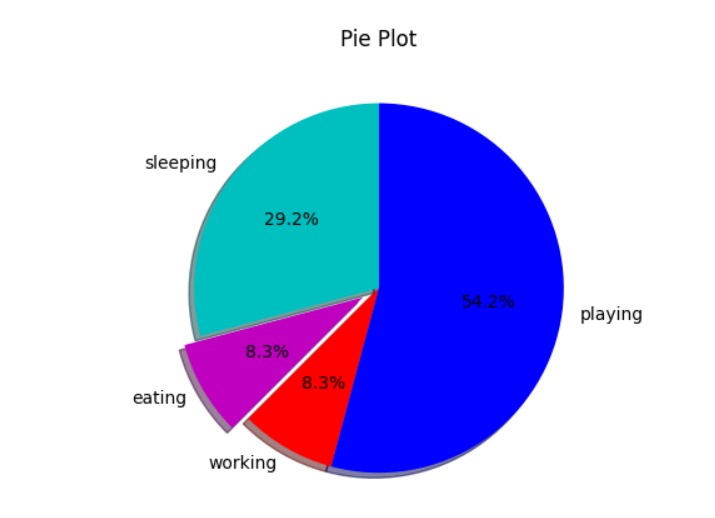 Pie Plot
sleeping
29.2%
54.2%
playing
8.3%
eating
8.3%
working